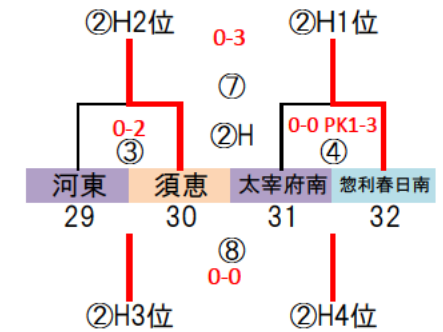 ②H2位 0-3 ②H1位
⑦
0-2 ②H 0-0 PK1-3
③ ④
河東 須恵 太宰府南 惣利春日南
29 30 31 32
⑧
0-0
②H3位 ②H4位